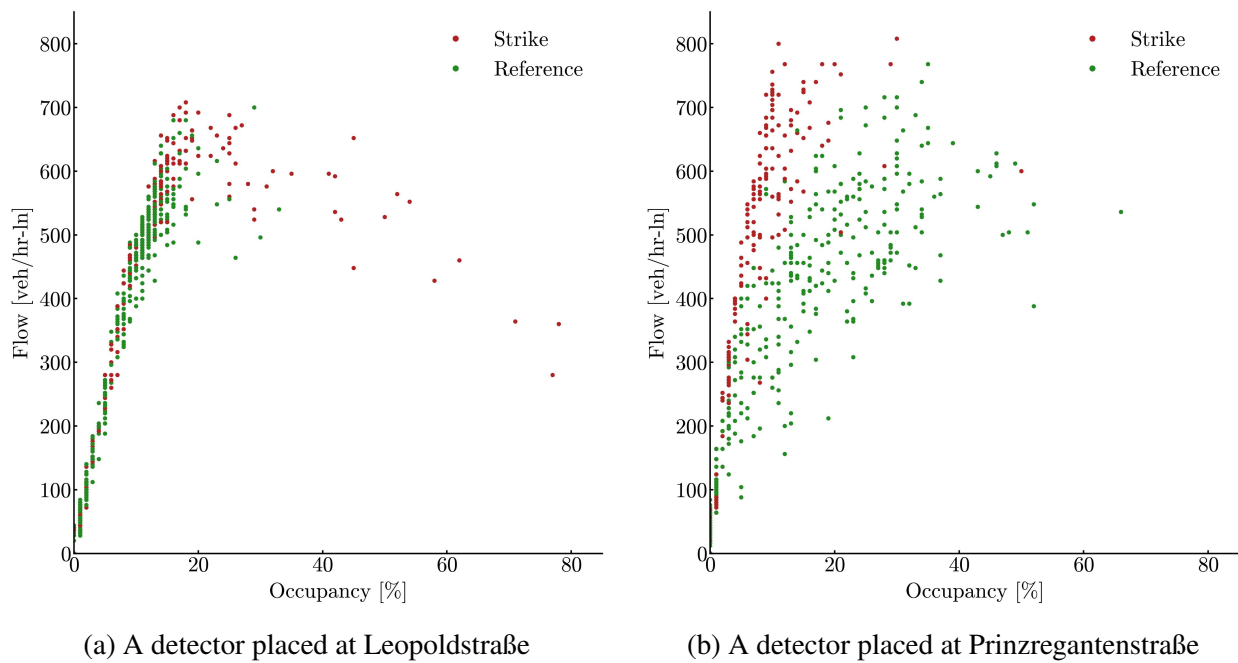 800
700
600
500
400
300
200
100
0
0 20 40 60 80
Flow [veh/hr-ln]
Occupancy [%]
Strike
Reference
(a) A detector placed at Leopoldstraße
800
700
600
500
400
300
200
100
0
0 20 40 60 80
Flow [veh/hr-ln]
Occupancy [%]
Strike
Reference
(b) A detector placed at Prinzregantenstraße